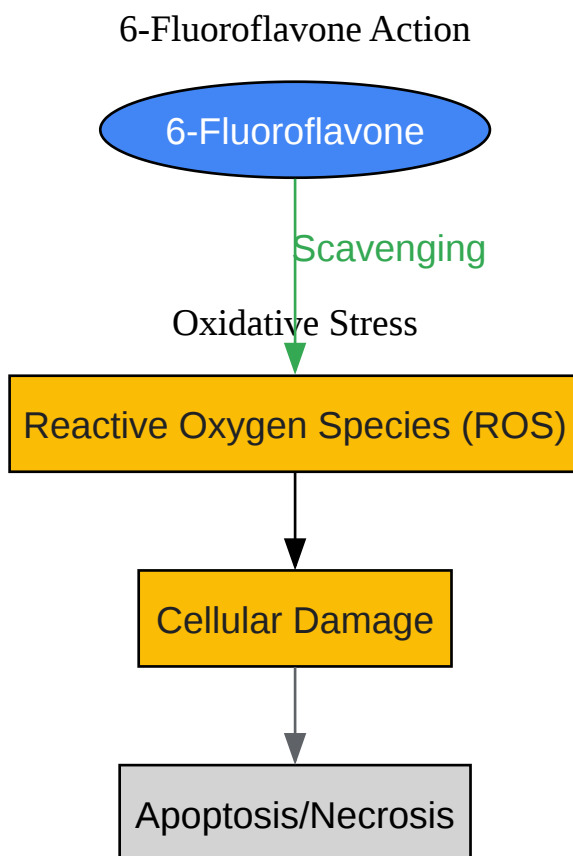 6-Fluoroflavone Action
6-Fluoroflavone
Scavenging
Oxidative Stress
Reactive Oxygen Species (ROS)
Cellular Damage
Apoptosis/Necrosis